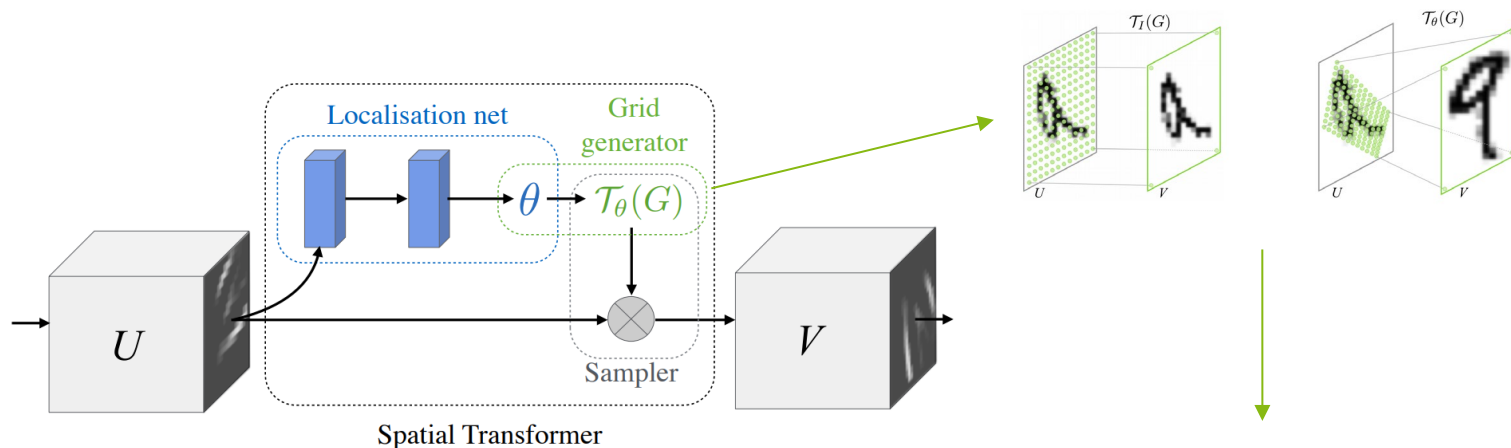 Localisation net
Grid
generator
θ
𝒯θ(G)
U
V
Sampler
Spatial Transformer
𝒯I(G)
U
V
𝒯θ(G)
U
V